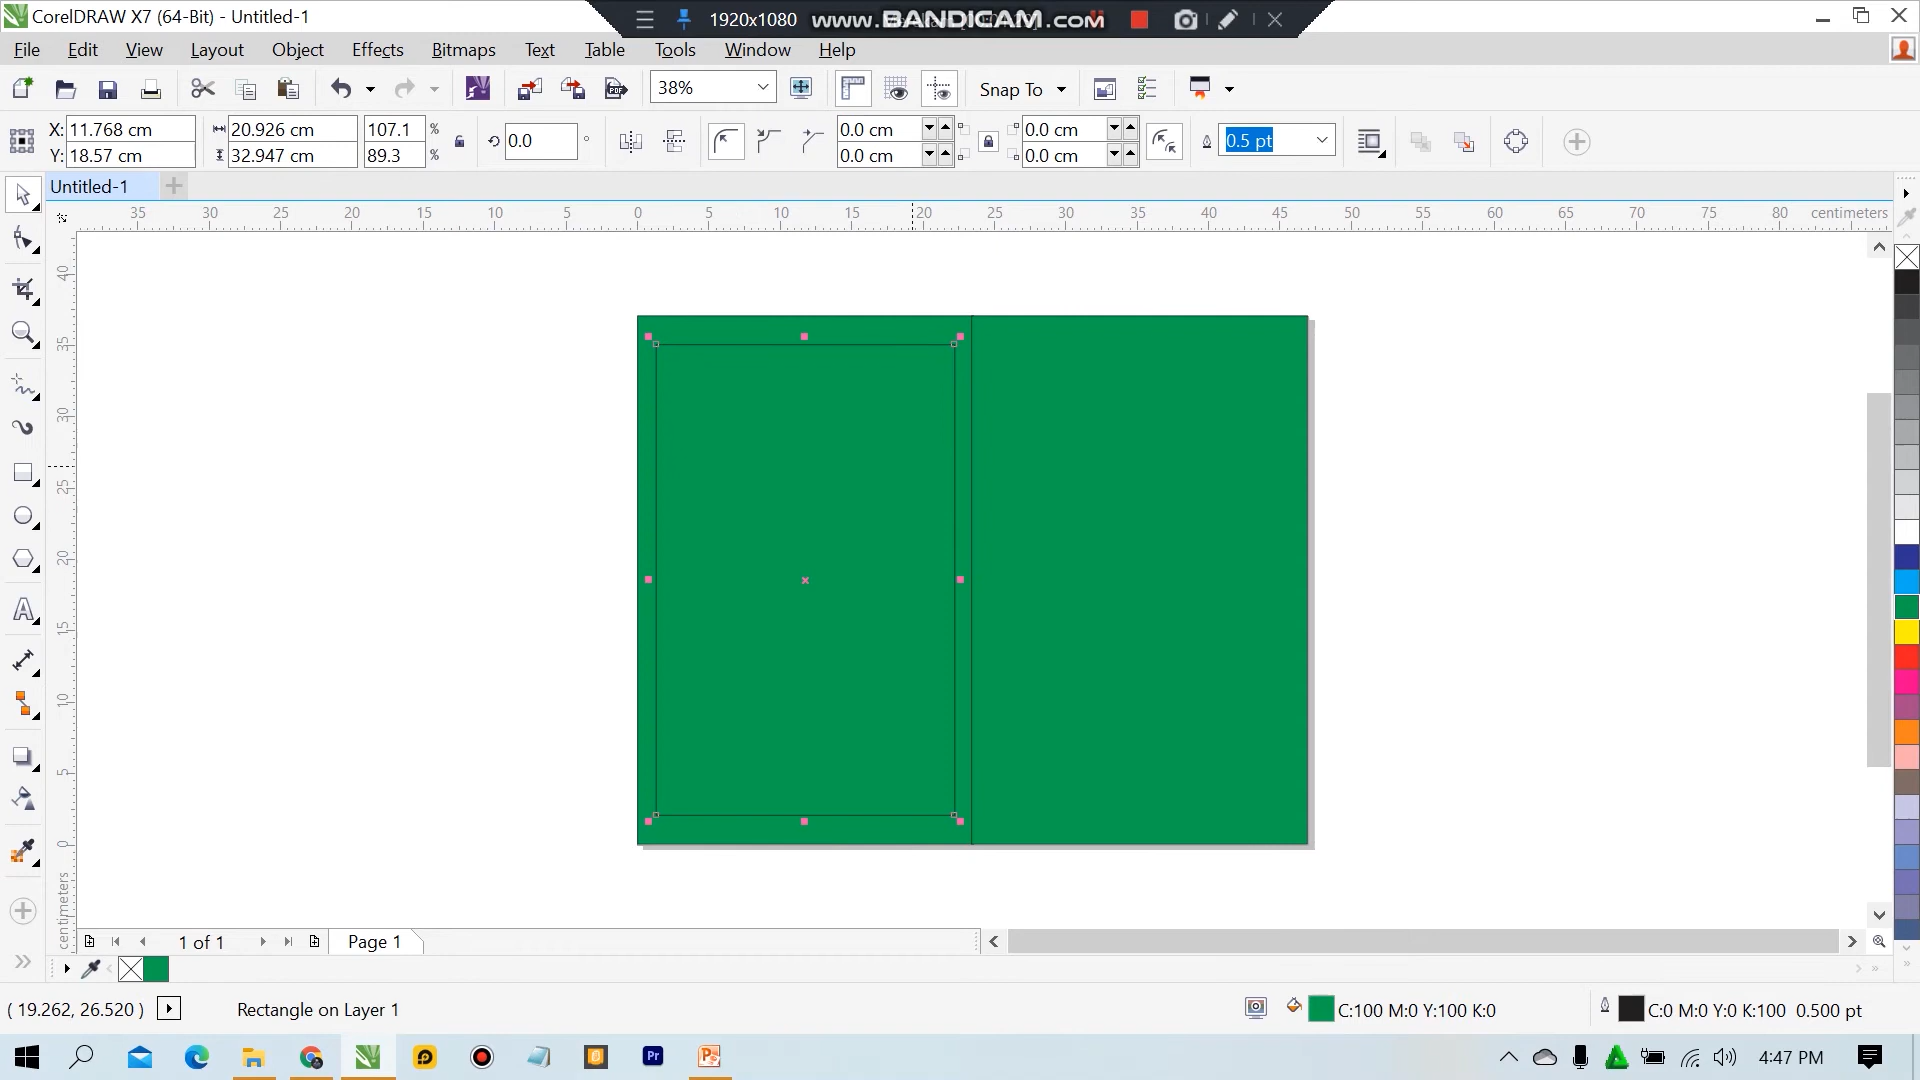 CorelDRAW X7 (64-Bit) - Untitled-1
1920x1080
www.BANDICAM.com
File Edit View Layout Object Effects Bitmaps Text Table Tools Window Help
38%
Snap To
X: 11.768 cm
Y: 18.57 cm
20.926 cm
32.947 cm
107.1 %
89.3 %
0.0 °
0.0 cm
0.0 cm
0.0 cm
0.0 cm
0.5 pt
Untitled-1
35 30 25 20 15 10 5 0 5 10 15 20 25 30 35 40 45 50 55 60 65 70 75 80 centimeters
40
35
30
25
20
15
10
5
0
centimeters
1 of 1
Page 1
( 19.262, 26.520 )
Rectangle on Layer 1
C:100 M:0 Y:100 K:0
C:0 M:0 Y:0 K:100 0.500 pt
Pr
4:47 PM